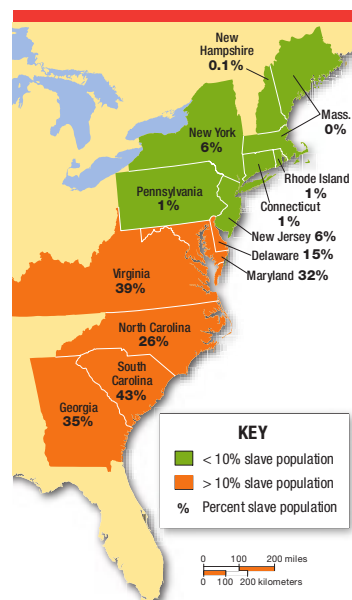 New
Hampshire
0.1%
Mass.
0%
New York
6%
Rhode Island
1%
Pennsylvania
1%
Connecticut
1%
New Jersey 6%
Delaware 15%
Maryland 32%
Virginia
39%
North Carolina
26%
South
Carolina
43%
Georgia
35%
KEY
< 10% slave population
> 10% slave population
% Percent slave population
0 100 200 miles
0 100 200 kilometers